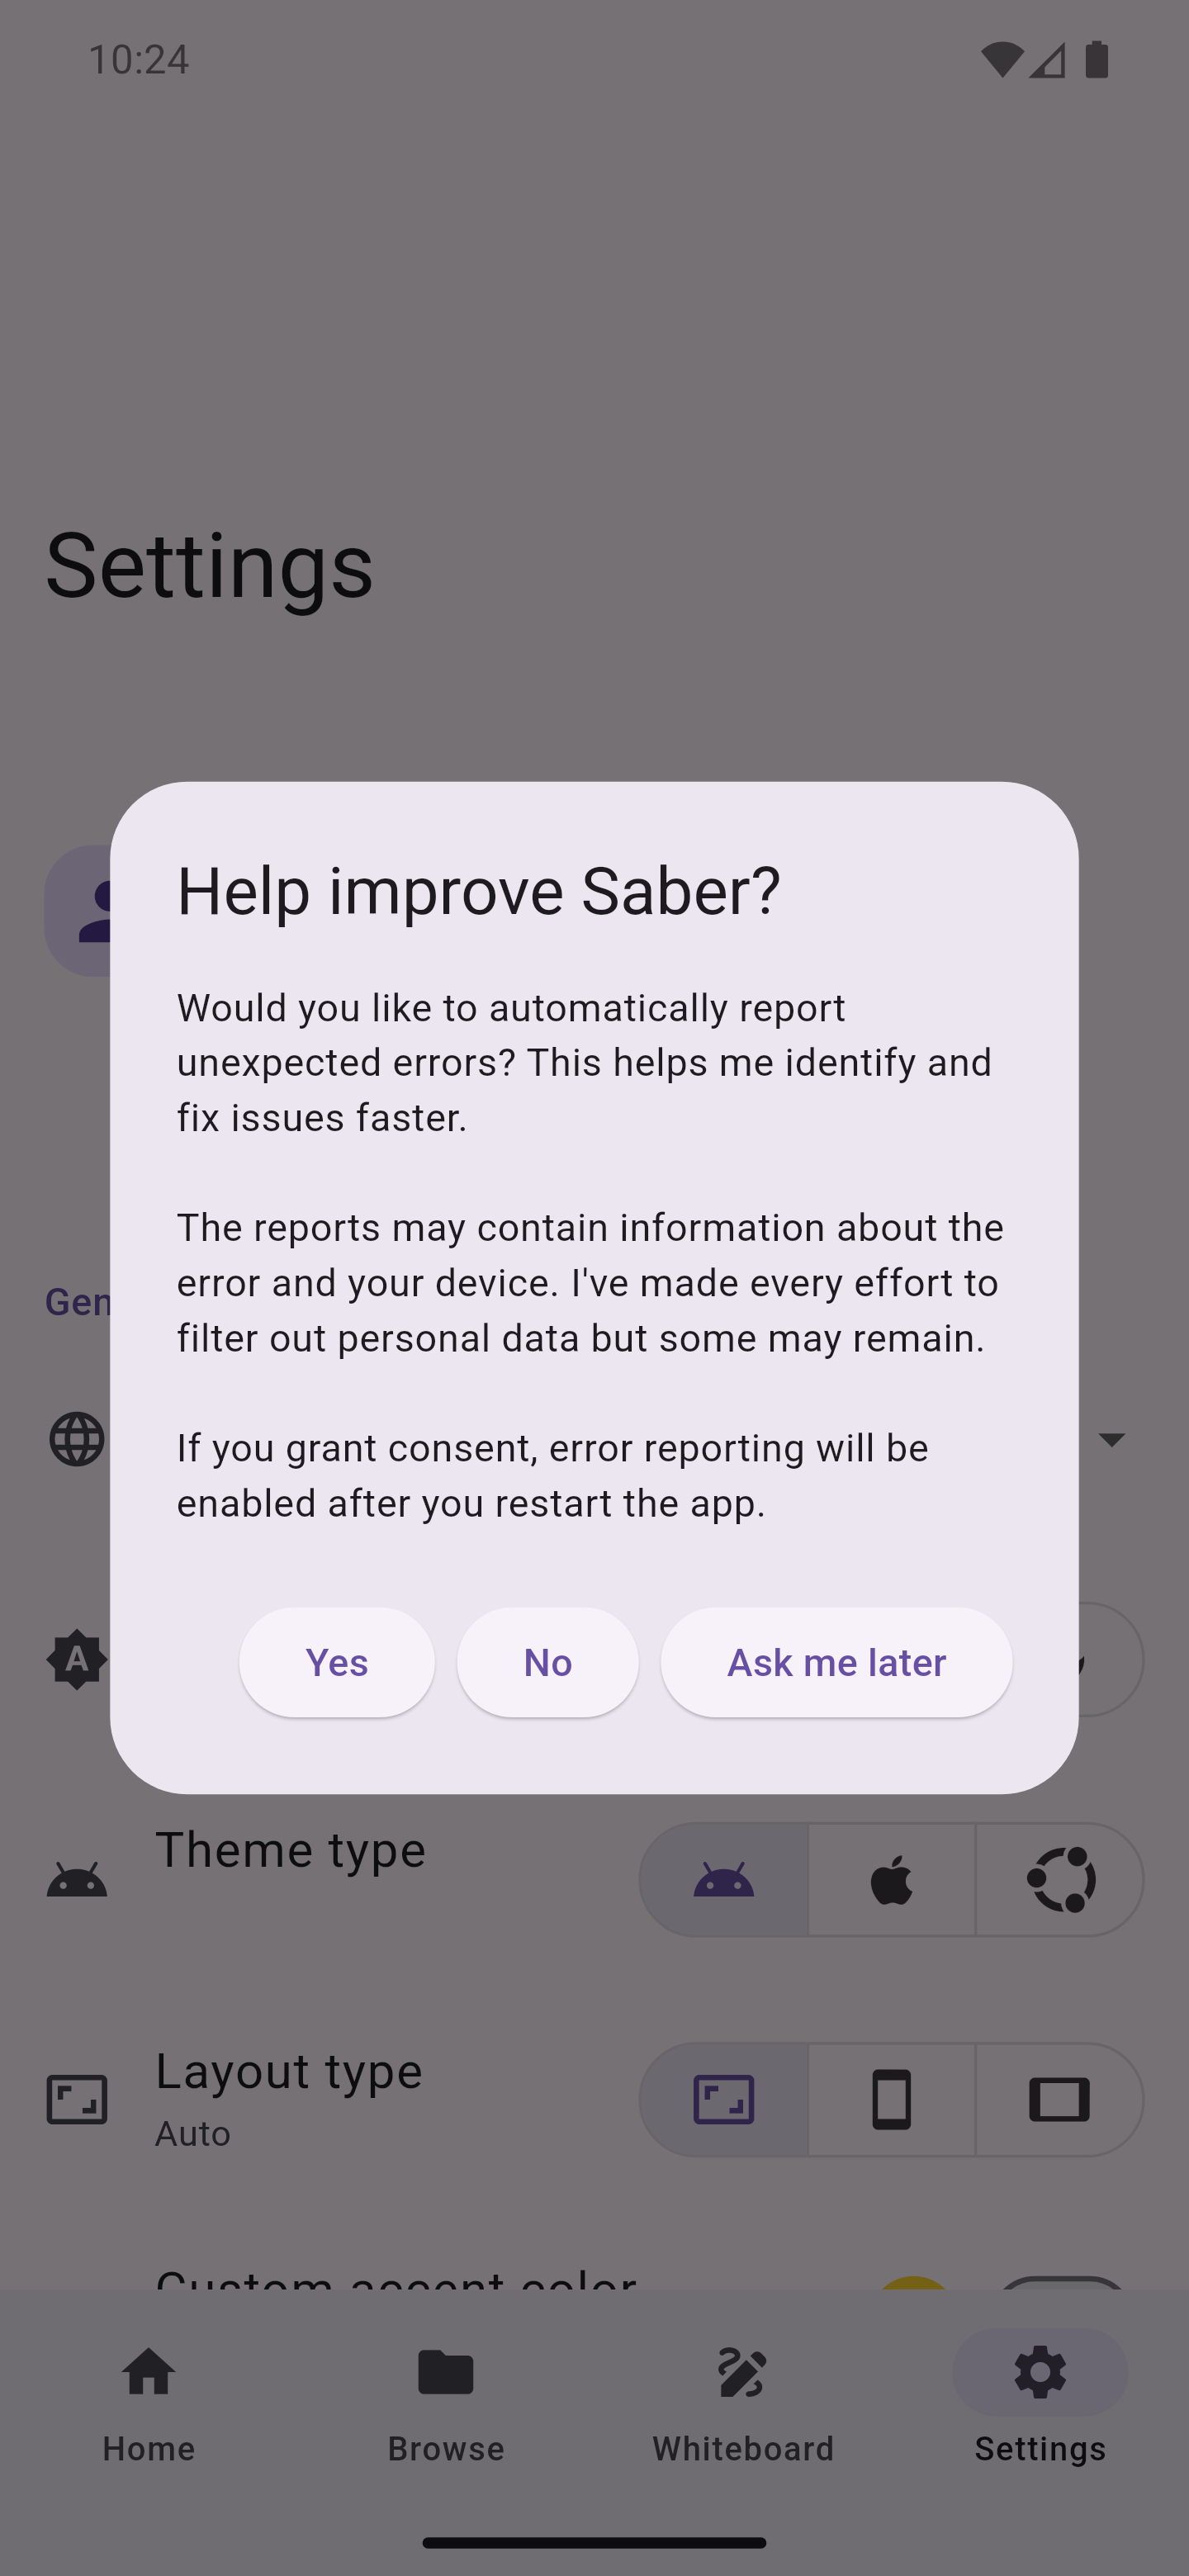 10:24
Settings
Help improve Saber?
Would you like to automatically report
unexpected errors? This helps me identify and
fix issues faster.
The reports may contain information about the
error and your device. I've made every effort to
filter out personal data but some may remain.
If you grant consent, error reporting will be
enabled after you restart the app.
Gen
A
Yes
No
Ask me later
Theme type
Layout type
Auto
Custom accent color
Home
Browse
Whiteboard
Settings